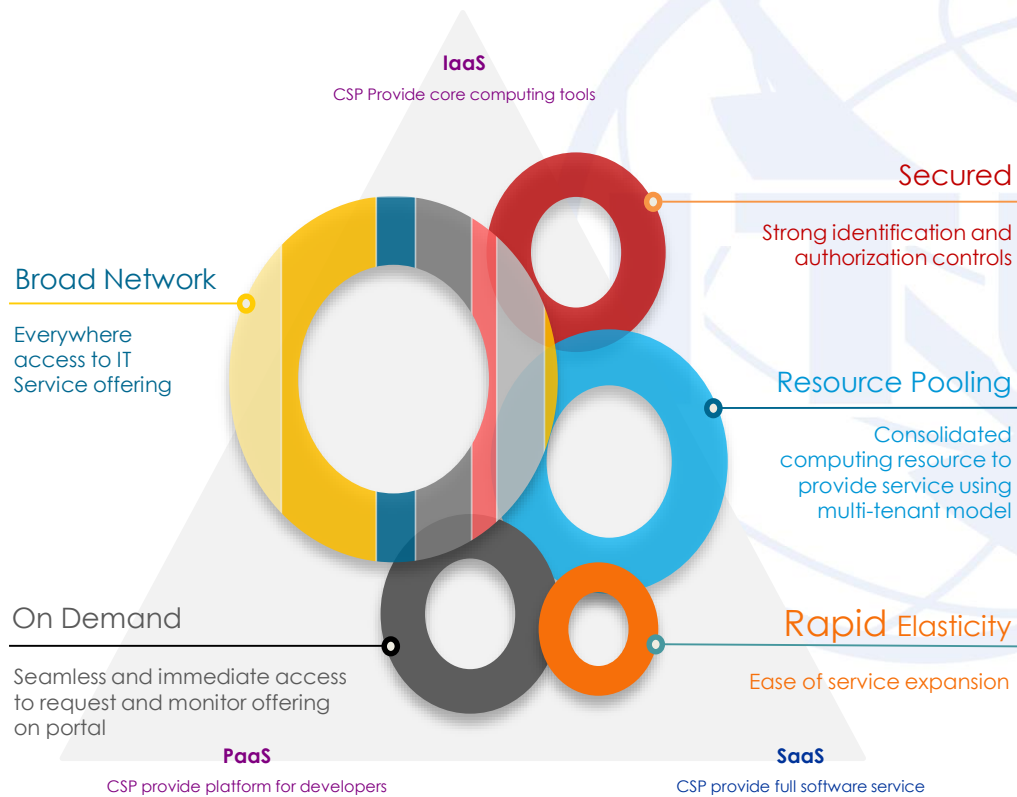 IaaS
CSP Provide core computing tools
Secured
Strong identification and
authorization controls
Broad Network
Everywhere
access to IT
Service offering
Resource Pooling
Consolidated
computing resource to
provide service using
multi-tenant model
On Demand
Seamless and immediate access
to request and monitor offering
on portal
Rapid Elasticity
Ease of service expansion
PaaS
CSP provide platform for developers
SaaS
CSP provide full software service